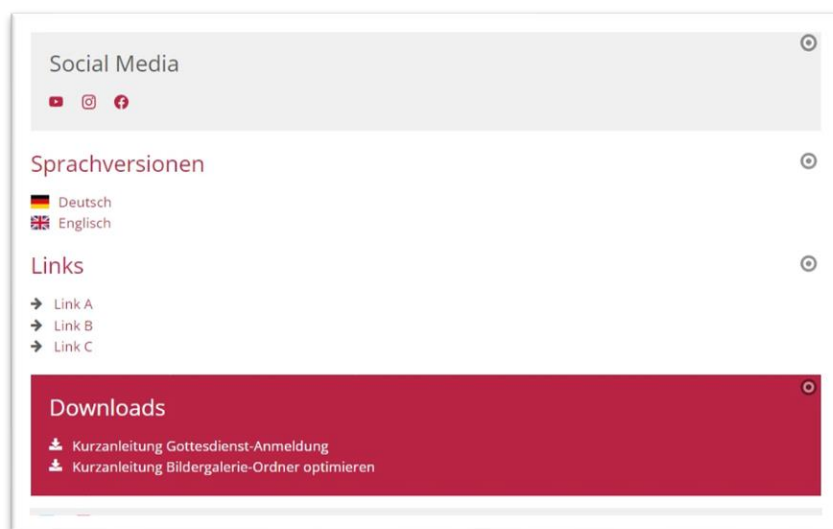 Social Media
Sprachversionen
Deutsch
Englisch
Links
Link A
Link B
Link C
Downloads
Kurzanleitung Gottesdienst-Anmeldung
Kurzanleitung Bildergalerie-Ordner optimieren